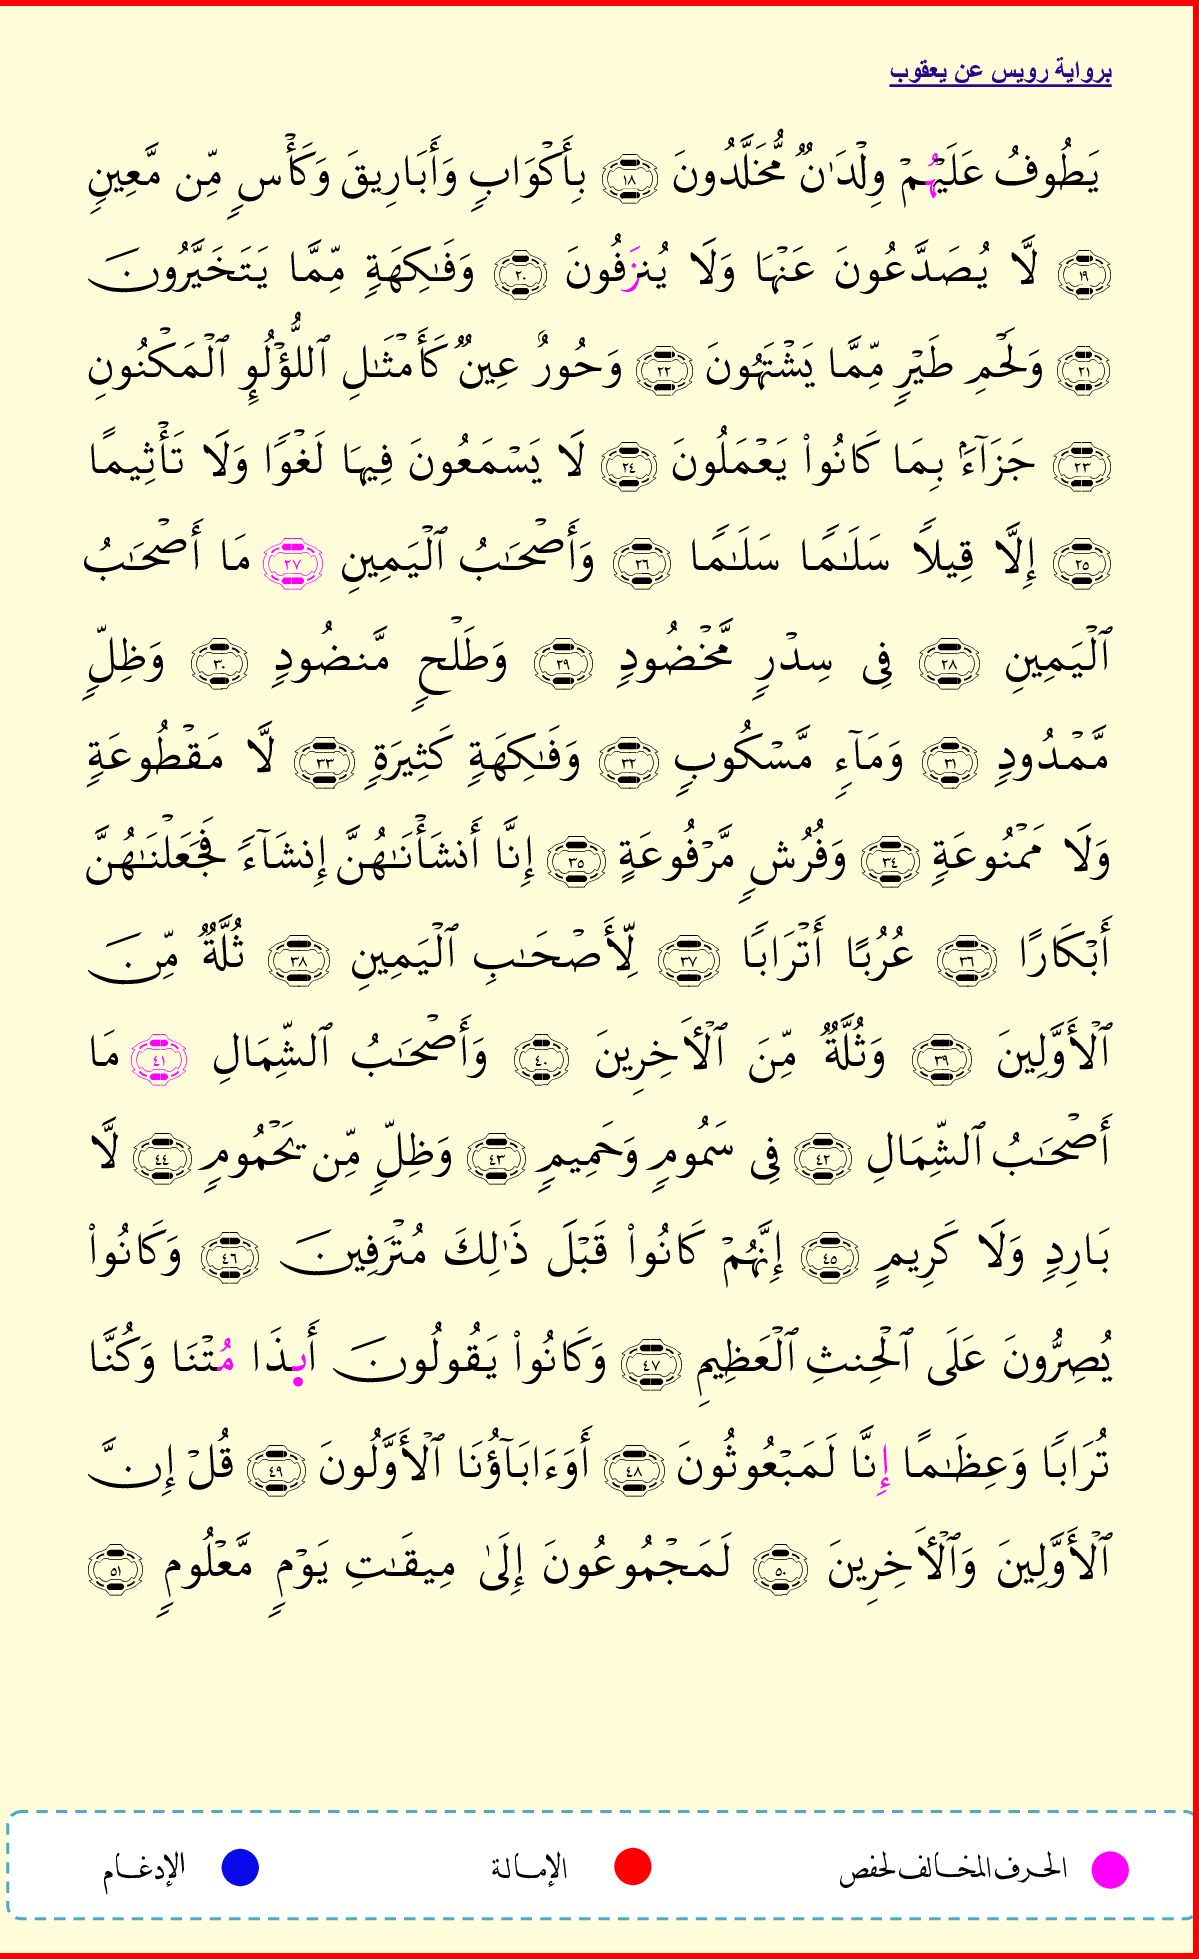 برواية رويس عن يعقوب
يَطُوفُ عَلَيْهُمْ وِلْدَٰنٌ مُّخَلَّدُونَ ١٨ بِأَكْوَابٍ وَأَبَارِيقَ وَكَأْسٍ مِّن مَّعِينٍ
١٩ لَّا يُصَدَّعُونَ عَنْهَا وَلَا يُنزَفُونَ ٢٠ وَفَٰكِهَةٍ مِّمَّا يَتَخَيَّرُونَ
٢١ وَلَحْمِ طَيْرٍ مِّمَّا يَشْتَهُونَ ٢٢ وَحُورٌ عِينٌ كَأَمْثَٰلِ ٱللُّؤْلُوِٕ ٱلْمَكْنُونِ
٢٣ جَزَآءًۢ بِمَا كَانُوا۟ يَعْمَلُونَ ٢٤ لَا يَسْمَعُونَ فِيهَا لَغْوًا وَلَا تَأْثِيمًا
٢٥ إِلَّا قِيلًا سَلَٰمًا سَلَٰمًا ٢٦ وَأَصْحَٰبُ ٱلْيَمِينِ ٢٧ مَا أَصْحَٰبُ
ٱلْيَمِينِ ٢٨ فِى سِدْرٍ مَّخْضُودٍ ٢٩ وَطَلْحٍ مَّنضُودٍ ٣٠ وَظِلٍّ
مَّمْدُودٍ ٣١ وَمَآءٍ مَّسْكُوبٍ ٣٢ وَفَٰكِهَةٍ كَثِيرَةٍ ٣٣ لَّا مَقْطُوعَةٍ
وَلَا مَمْنُوعَةٍ ٣٤ وَفُرُشٍ مَّرْفُوعَةٍ ٣٥ إِنَّا أَنشَأْنَٰهُنَّ إِنشَآءً فَجَعَلْنَٰهُنَّ
أَبْكَارًا ٣٦ عُرُبًا أَتْرَابًا ٣٧ لِّأَصْحَٰبِ ٱلْيَمِينِ ٣٨ ثُلَّةٌ مِّنَ
ٱلْأَوَّلِينَ ٣٩ وَثُلَّةٌ مِّنَ ٱلْأَخِرِينَ ٤٠ وَأَصْحَٰبُ ٱلشِّمَالِ ٤١ مَا
أَصْحَٰبُ ٱلشِّمَالِ ٤٢ فِى سَمُومٍ وَحَمِيمٍ ٤٣ وَظِلٍّ مِّن يَحْمُومٍ ٤٤ لَّا
بَارِدٍ وَلَا كَرِيمٍ ٤٥ إِنَّهُمْ كَانُوا۟ قَبْلَ ذَٰلِكَ مُتْرَفِينَ ٤٦ وَكَانُوا۟
يُصِرُّونَ عَلَى ٱلْحِنثِ ٱلْعَظِيمِ ٤٧ وَكَانُوا۟ يَقُولُونَ أَىِٕذَا مُتْنَا وَكُنَّا
تُرَابًا وَعِظَٰمًا إِنَّا لَمَبْعُوثُونَ ٤٨ أَوَءَابَآؤُنَا ٱلْأَوَّلُونَ ٤٩ قُلْ إِنَّ
ٱلْأَوَّلِينَ وَٱلْأَخِرِينَ ٥٠ لَمَجْمُوعُونَ إِلَىٰ مِيقَٰتِ يَوْمٍ مَّعْلُومٍ ٥١
الحرف المخالف لحفص الإمالة الإدغام